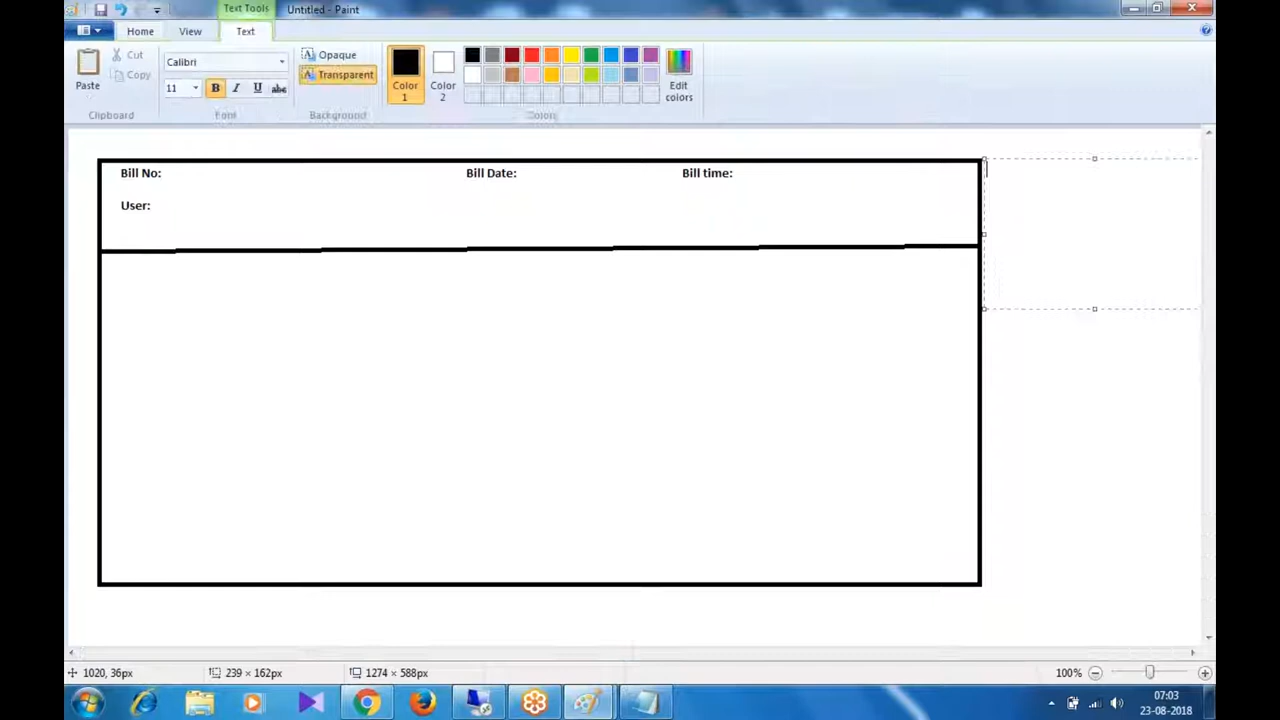 Text Tools
Untitled - Paint
Home
View
Text
Paste
Cut
Copy
Clipboard
Calibri
11
B
I
U
abc
Font
A
Opaque
A
Transparent
Background
Color
1
Color
2
Edit
colors
Colors
Bill No:
Bill Date:
Bill time:
User:
1020, 36px
239 × 162px
1274 × 588px
100%
07:03
23-08-2018